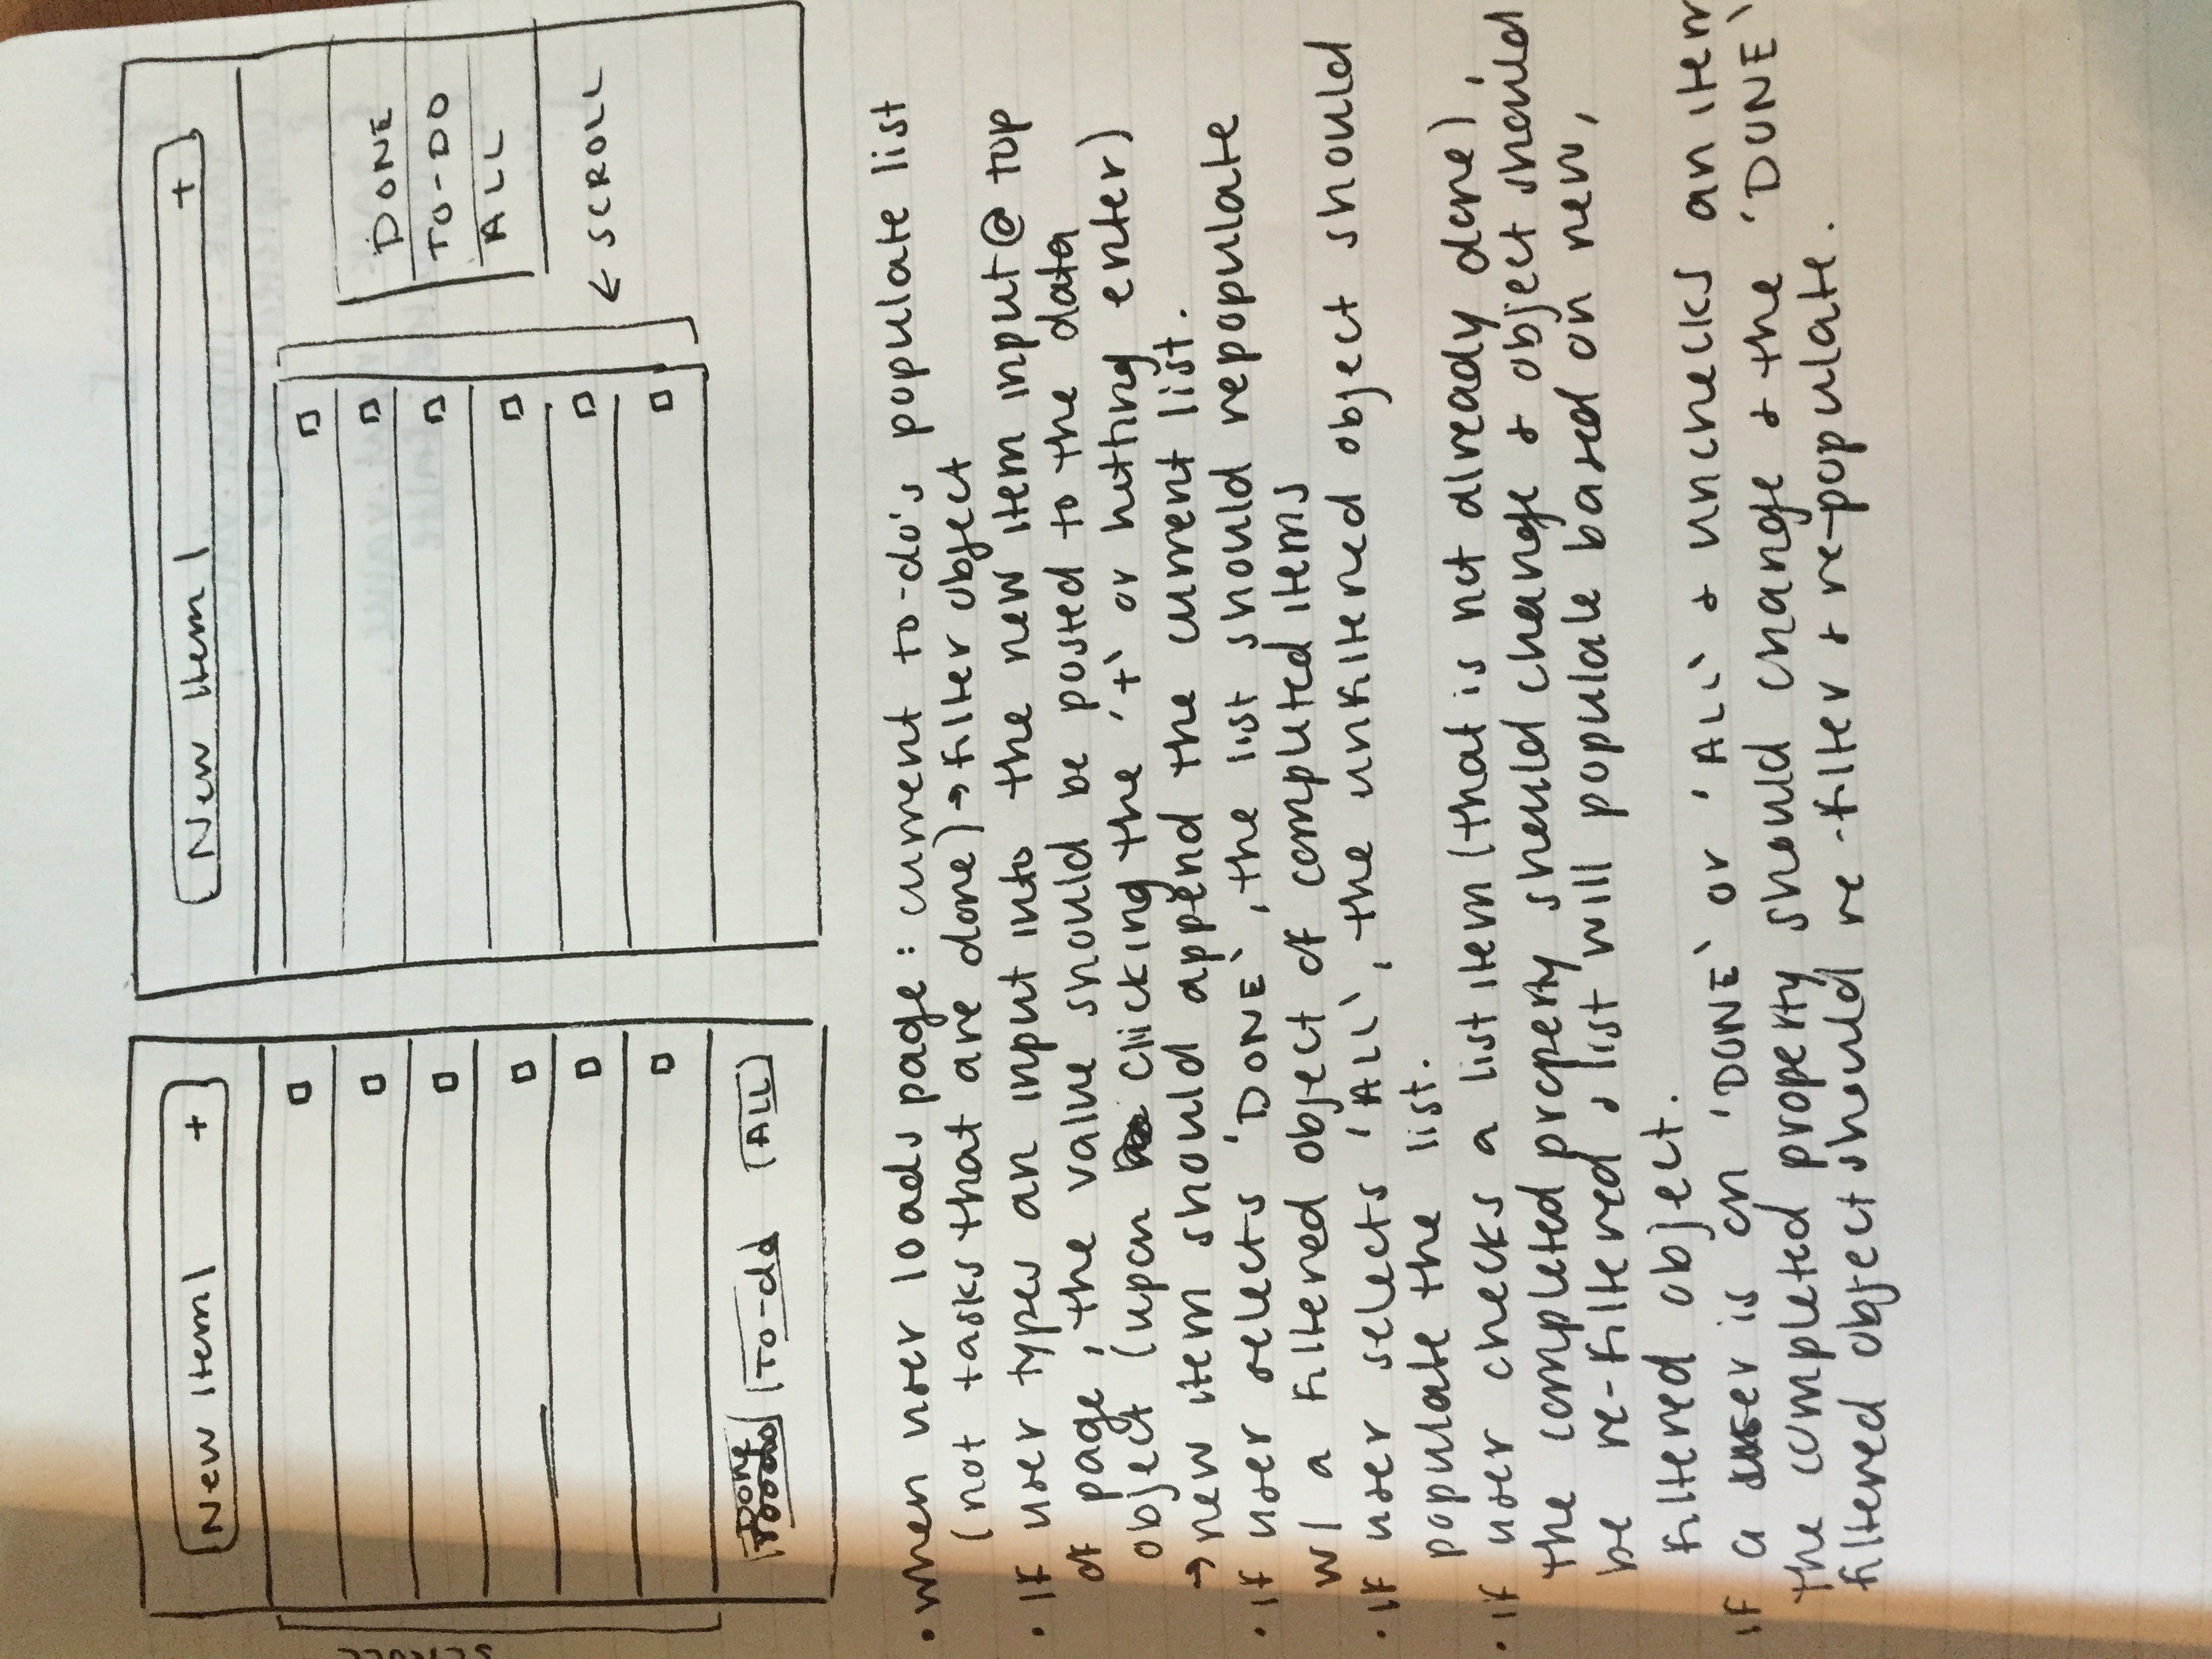 New Item +
SCROLL
Done
To-do
ALL
New Item +
DONE
TO-DO
ALL
← SCROLL
• when user loads page: current to-do's populate list
(not tasks that are done) → filter object
• If user types an input into the new item input @ top
of page, the value should be posted to the data
object (upon clicking the '+' or hitting enter)
→ new item should append the current list.
• if user selects 'DONE', the list should repopulate
w/ a filtered object of completed items
• if user selects 'ALL', the unfiltered object should
populate the list.
• if user checks a list item (that is not already done),
the completed property should change & object should
be re-filtered & list will populate based on new,
filtered object.
if a user is on 'DONE' or 'ALL' & unchecks an item
the completed property should change & the 'DONE'
filtered object should re-filter & re-populate.